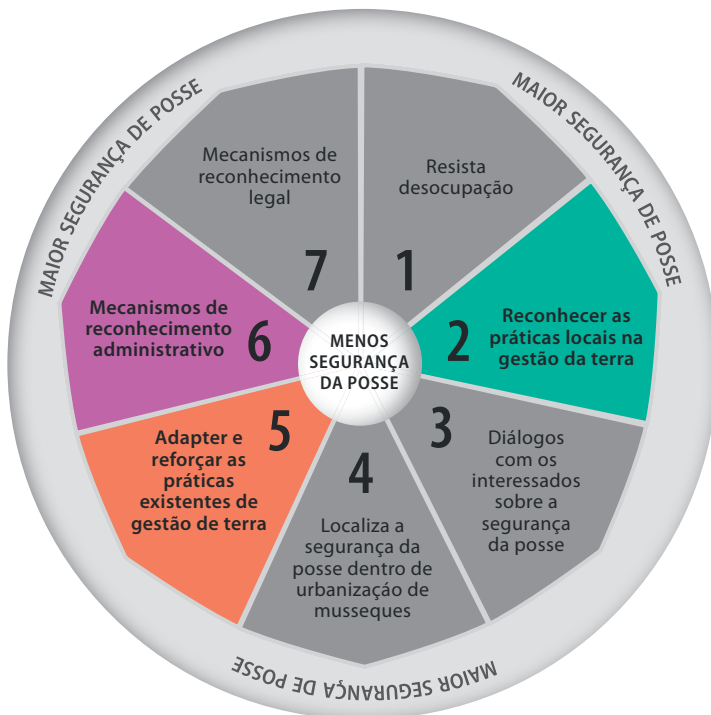 MAIOR SEGURANÇA DE POSSE
MAIOR SEGURANÇA DE POSSE
Mecanismos de
reconhecimento
legal
7
Resista
desocupação
1
Mecanismos de
reconhecimento
administrativo
6
MENOS
SEGURANÇA
DA POSSE
2
Reconhecer as
práticas locais na
gestão da terra
Adapter e
reforçar as
práticas
existentes de
gestão de terra
5
4
Localiza a
segurança da
posse dentro de
urbanizaçáo de
musseques
3
Diálogos
com os
interessados
sobre a
segurança
da posse
MAIOR SEGURANÇA DE POSSE